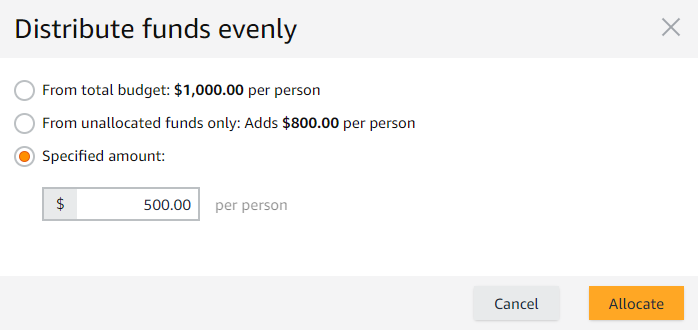 Distribute funds evenly
From total budget: $1,000.00 per person
From unallocated funds only: Adds $800.00 per person
Specified amount:
$ 500.00 per person
Cancel Allocate